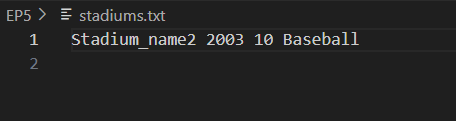 EP5 > stadiums.txt
1 Stadium_name2 2003 10 Baseball
2